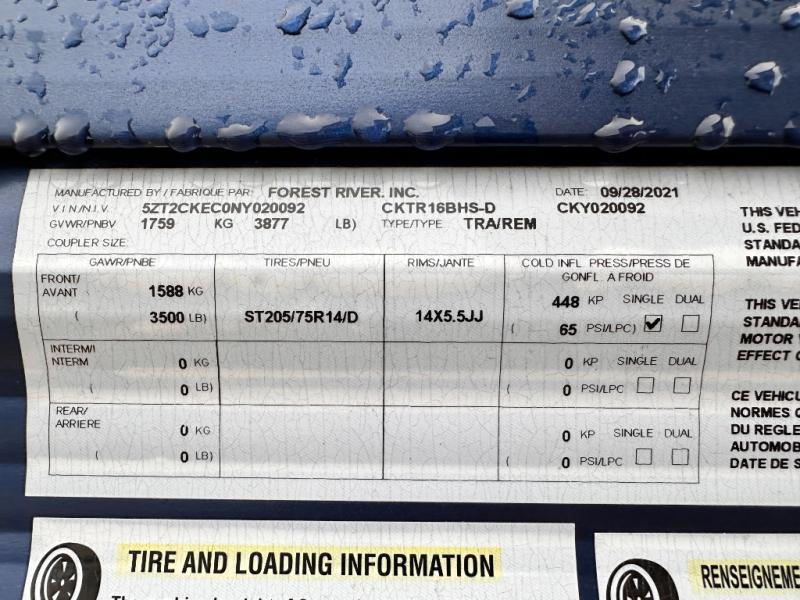 MANUFACTURED BY / FABRIQUE PAR: FOREST RIVER, INC. DATE: 09/28/2021
V.I.N/N.I.V. 5ZT2CKEC0NY020092 CKTR16BHS-D CKY020092
GVWR/PNBV 1759 KG 3877 LB) TYPE/TYPE TRA/REM
COUPLER SIZE:
GAWR/PNBE TIRES/PNEU RIMS/JANTE COLD INFL. PRESS/PRESS DE
GONFL. A FROID
FRONT/
AVANT 1588 KG 448 KP SINGLE DUAL
( 3500 LB) ST205/75R14/D 14X5.5JJ ( 65 PSI/LPC)
INTERM/I
NTERM 0 KG 0 KP SINGLE DUAL
( 0 LB) ( 0 PSI/LPC
REAR/
ARRIERE 0 KG 0 KP SINGLE DUAL
( 0 LB) ( 0 PSI/LPC
THIS VEH
U.S. FED
STANDA
MANUFA
THIS VE
STANDA
MOTOR V
EFFECT O
CE VEHICU
NORMES C
DU REGLE
AUTOMOB
DATE DE S
TIRE AND LOADING INFORMATION
RENSEIGNEME